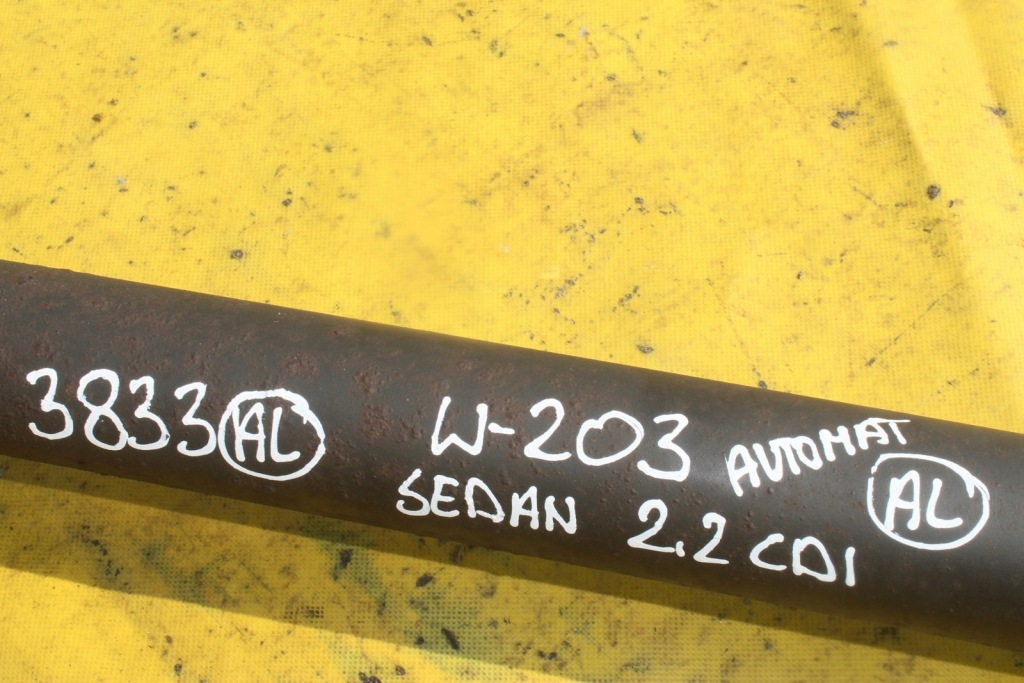 3833 AL W-203 AUTOMAT AL
SEDAN 2.2 CDI